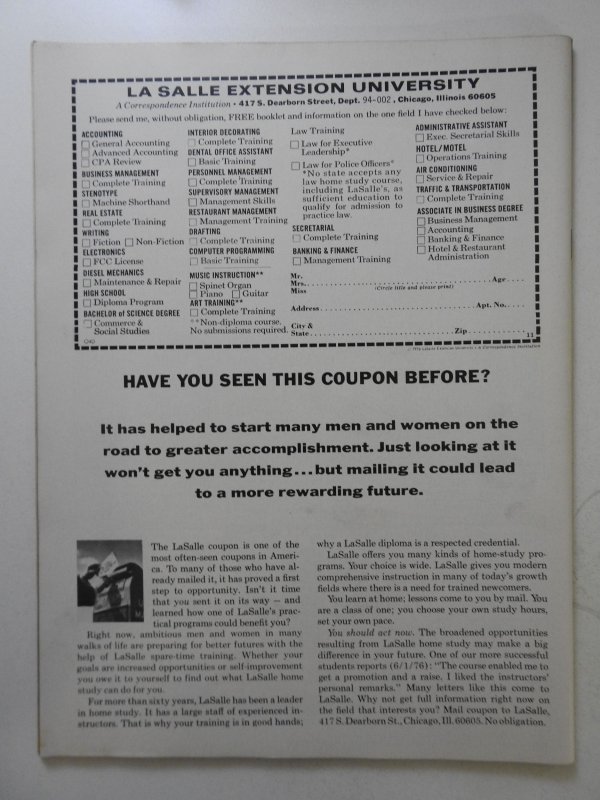 LA SALLE EXTENSION UNIVERSITY
A Correspondence Institution • 417 S. Dearborn Street, Dept. 94-002, Chicago, Illinois 60605
Please send me, without obligation, FREE booklet and information on the one field I have checked below:
ACCOUNTING
General Accounting
Advanced Accounting
CPA Review
BUSINESS MANAGEMENT
Complete Training
STENOTYPE
Machine Shorthand
REAL ESTATE
Complete Training
WRITING
Fiction Non-Fiction
ELECTRONICS
FCC License
DIESEL MECHANICS
Maintenance & Repair
HIGH SCHOOL
Diploma Program
BACHELOR of SCIENCE DEGREE
Commerce &
Social Studies
INTERIOR DECORATING
Complete Training
DENTAL OFFICE ASSISTANT
Basic Training
PERSONNEL MANAGEMENT
Complete Training
SUPERVISORY MANAGEMENT
Management Skills
RESTAURANT MANAGEMENT
Management Training
DRAFTING
Complete Training
COMPUTER PROGRAMMING
Basic Training
MUSIC INSTRUCTION**
Spinet Organ
Piano Guitar
ART TRAINING**
Complete Training
**Non-diploma course,
No submissions required.
Law Training
Law for Executive
Leadership*
Law for Police Officers*
*No state accepts any
law home study course,
including LaSalle's, as
sufficient education to
qualify for admission to
practice law.
SECRETARIAL
Complete Training
BANKING & FINANCE
Management Training
ADMINISTRATIVE ASSISTANT
Exec. Secretarial Skills
HOTEL/MOTEL
Operations Training
AIR CONDITIONING
Service & Repair
TRAFFIC & TRANSPORTATION
Complete Training
ASSOCIATE IN BUSINESS DEGREE
Business Management
Accounting
Banking & Finance
Hotel & Restaurant
Administration
Mr.
Mrs. Age
Miss (Circle title and please print)
Address Apt. No.
City &
State Zip 11
HAVE YOU SEEN THIS COUPON BEFORE?
It has helped to start many men and women on the
road to greater accomplishment. Just looking at it
won't get you anything...but mailing it could lead
to a more rewarding future.
The LaSalle coupon is one of the
most often-seen coupons in Ameri-
ca. To many of those who have al-
ready mailed it, it has proved a first
step to opportunity. Isn't it time
that you sent it on its way — and
learned how one of LaSalle's prac-
tical programs could benefit you?
Right now, ambitious men and women in many
walks of life are preparing for better futures with the
help of LaSalle spare-time training. Whether your
goals are increased opportunities or self-improvement
you owe it to yourself to find out what LaSalle home
study can do for you.
For more than sixty years, LaSalle has been a leader
in home study. It has a large staff of experienced in-
structors. That is why your training is in good hands;
why a LaSalle diploma is a respected credential.
LaSalle offers you many kinds of home-study pro-
grams. Your choice is wide. LaSalle gives you modern
comprehensive instruction in many of today's growth
fields where there is a need for trained newcomers.
You learn at home; lessons come to you by mail. You
are a class of one; you choose your own study hours,
set your own pace.
You should act now. The broadened opportunities
resulting from LaSalle home study may make a big
difference in your future. One of our more successful
students reports (6/1/76): "The course enabled me to
get a promotion and a raise. I liked the instructors'
personal remarks." Many letters like this come to
LaSalle. Why not get full information right now on
the field that interests you? Mail coupon to LaSalle,
417 S. Dearborn St., Chicago, Ill. 60605. No obligation.